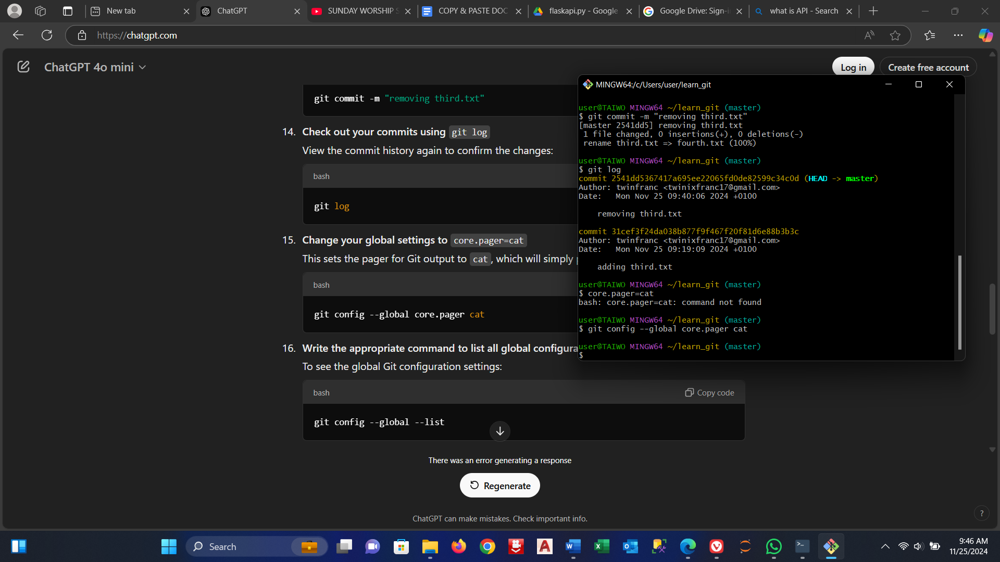 New tab
ChatGPT
SUNDAY WORSHIP S
COPY & PASTE DOC
flaskapi.py - Google
Google Drive: Sign-i
what is API - Search
https://chatgpt.com
ChatGPT 4o mini
Log in
Create free account
git commit -m "removing third.txt"
14. Check out your commits using git log
View the commit history again to confirm the changes:
bash
git log
15. Change your global settings to core.pager=cat
This sets the pager for Git output to cat, which will simply p
bash
git config --global core.pager cat
16. Write the appropriate command to list all global configura
To see the global Git configuration settings:
bash
Copy code
git config --global --list
There was an error generating a response
Regenerate
ChatGPT can make mistakes. Check important info.
?
MINGW64:/c/Users/user/learn_git
user@TAIWO MINGW64 ~/learn_git (master)
$ git commit -m "removing third.txt"
[master 2541dd5] removing third.txt
1 file changed, 0 insertions(+), 0 deletions(-)
rename third.txt => fourth.txt (100%)
user@TAIWO MINGW64 ~/learn_git (master)
$ git log
commit 2541dd5367417a695ee22065fd0de82599c34c0d (HEAD -> master)
Author: twinfranc <twinixfranc17@gmail.com>
Date:   Mon Nov 25 09:40:06 2024 +0100
removing third.txt
commit 31cef3f24da038b877f9f467f20f81d6e88b3b3c
Author: twinfranc <twinixfranc17@gmail.com>
Date:   Mon Nov 25 09:19:09 2024 +0100
adding third.txt
user@TAIWO MINGW64 ~/learn_git (master)
$ core.pager=cat
bash: core.pager=cat: command not found
user@TAIWO MINGW64 ~/learn_git (master)
$ git config --global core.pager cat
user@TAIWO MINGW64 ~/learn_git (master)
$
Search
9:46 AM
11/25/2024